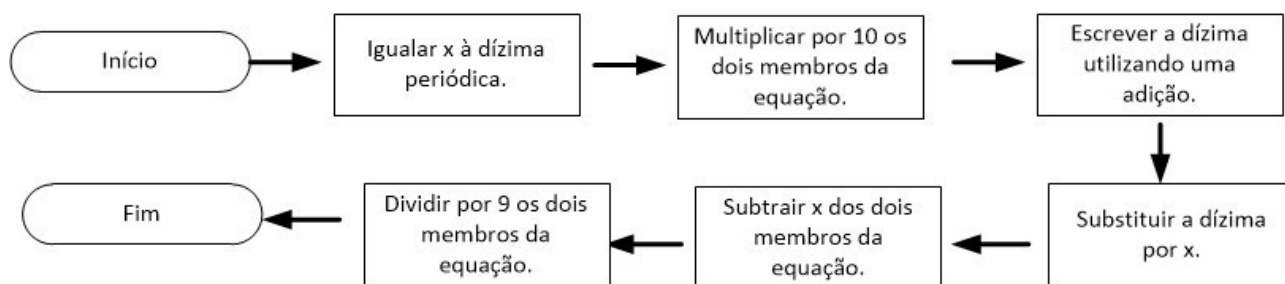 Início
Igualar x à dízima
periódica.
Multiplicar por 10 os
dois membros da
equação.
Escrever a dízima
utilizando uma
adição.
Substituir a dízima
por x.
Subtrair x dos dois
membros da
equação.
Dividir por 9 os dois
membros da
equação.
Fim